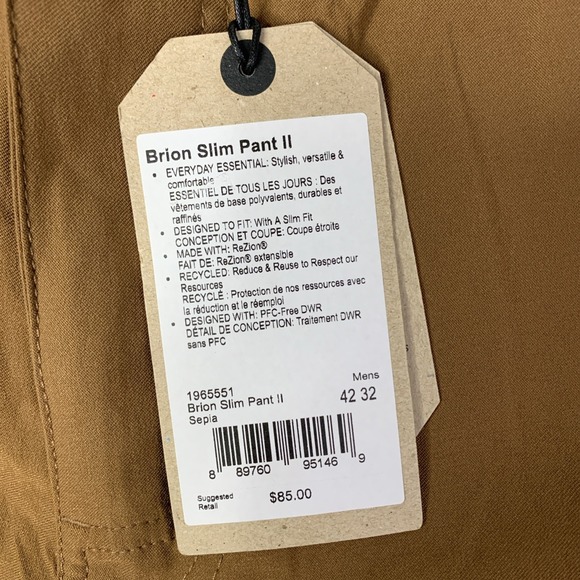 Brion Slim Pant II
• EVERYDAY ESSENTIAL: Stylish, versatile &
comfortable
ESSENTIEL DE TOUS LES JOURS : Des
vêtements de base polyvalents, durables et
raffinés
• DESIGNED TO FIT: With A Slim Fit
CONCEPTION ET COUPE: Coupe étroite
• MADE WITH: ReZion®
FAIT DE: ReZion® extensible
• RECYCLED: Reduce & Reuse to Respect our
Resources
RECYCLÉ : Protection de nos ressources avec
la réduction et le réemploi
• DESIGNED WITH: PFC-Free DWR
DÉTAIL DE CONCEPTION: Traitement DWR
sans PFC
1965551 Mens
Brion Slim Pant II 42 32
Sepia
8 89760 95146 9
Suggested
Retail $85.00